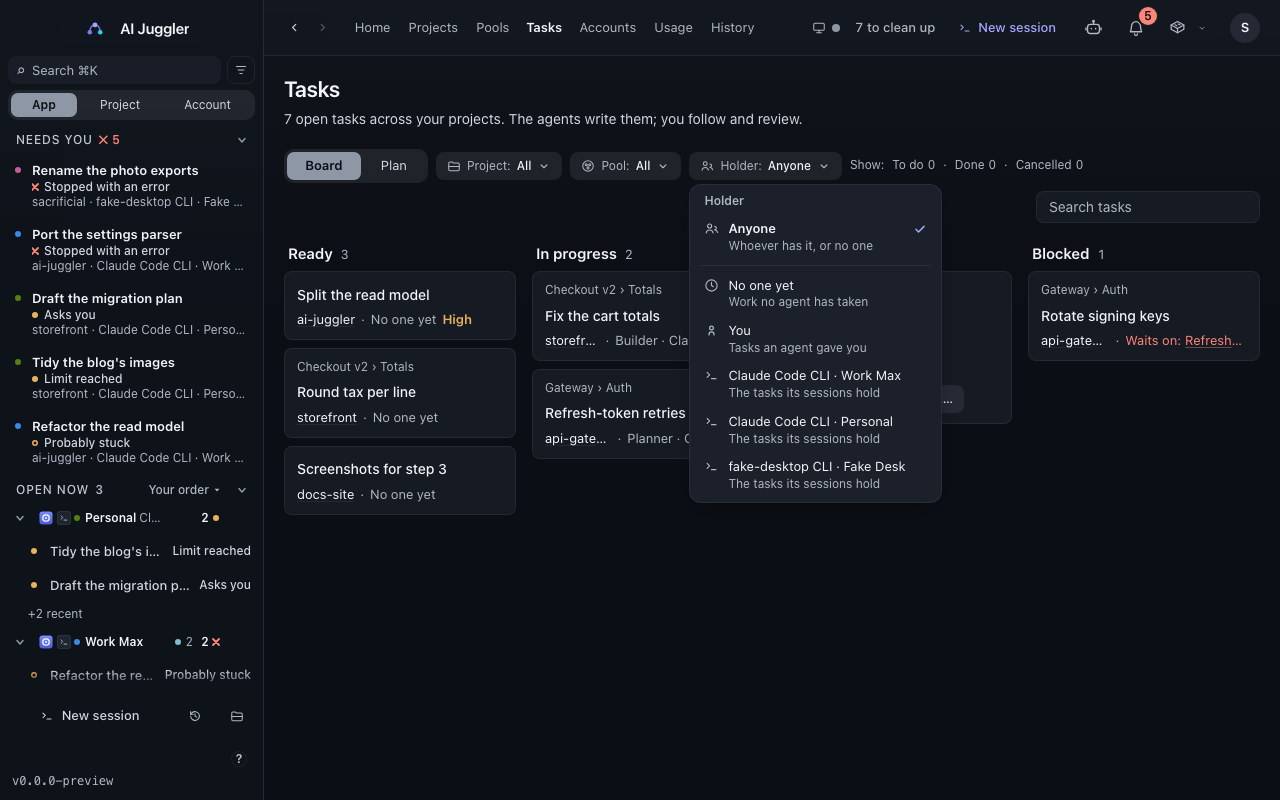 AI Juggler
Search ⌘K
App Project Account
NEEDS YOU 5
Rename the photo exports
Stopped with an error
sacrificial · fake-desktop CLI · Fake ...
Port the settings parser
Stopped with an error
ai-juggler · Claude Code CLI · Work ...
Draft the migration plan
Asks you
storefront · Claude Code CLI · Perso...
Tidy the blog's images
Limit reached
storefront · Claude Code CLI · Perso...
Refactor the read model
Probably stuck
ai-juggler · Claude Code CLI · Work ...
OPEN NOW 3 Your order
Personal Cl... 2
Tidy the blog's i... Limit reached
Draft the migration p... Asks you
+2 recent
Work Max 2 2
Refactor the re... Probably stuck
New session
?
v0.0.0-preview
Home Projects Pools Tasks Accounts Usage History
7 to clean up
New session
5
S
Tasks
7 open tasks across your projects. The agents write them; you follow and review.
Board Plan
Project: All
Pool: All
Holder: Anyone
Show: To do 0 · Done 0 · Cancelled 0
Search tasks
Holder
Anyone
Whoever has it, or no one
No one yet
Work no agent has taken
You
Tasks an agent gave you
Claude Code CLI · Work Max
The tasks its sessions hold
Claude Code CLI · Personal
The tasks its sessions hold
fake-desktop CLI · Fake Desk
The tasks its sessions hold
Ready 3
Split the read model
ai-juggler · No one yet High
Checkout v2 › Totals
Round tax per line
storefront · No one yet
Screenshots for step 3
docs-site · No one yet
In progress 2
Checkout v2 › Totals
Fix the cart totals
storefr... · Builder · Cla
Gateway › Auth
Refresh-token retries
api-gate... · Planner ·
...
Blocked 1
Gateway › Auth
Rotate signing keys
api-gate... · Waits on: Refresh...